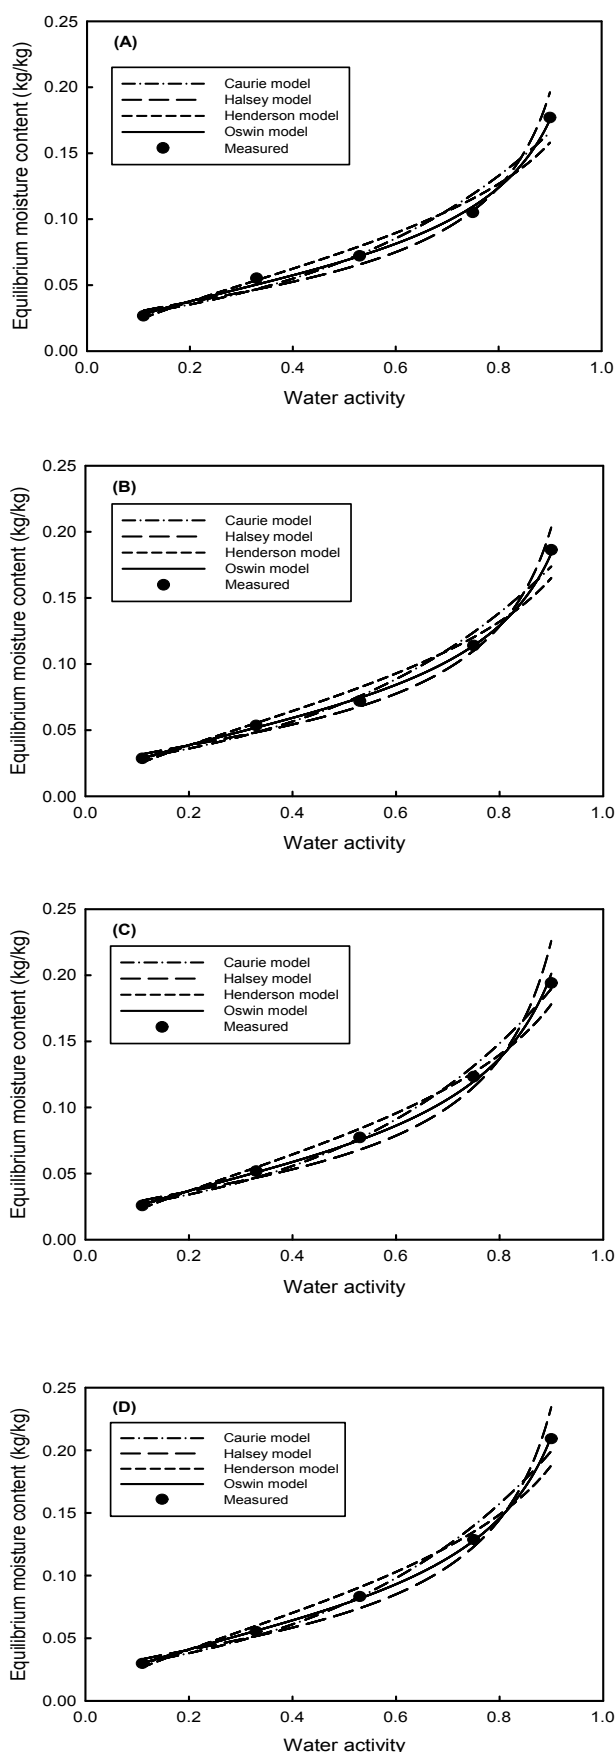 0.25
(A)
Caurie model
Halsey model
Henderson model
Oswin model
Measured
0.20
0.15
0.10
0.05
0.00
Equilibrium moisture content (kg/kg)
0.0 0.2 0.4 0.6 0.8 1.0
Water activity
0.25
(B)
Caurie model
Halsey model
Henderson model
Oswin model
Measured
0.20
0.15
0.10
0.05
0.00
Equilibrium moisture content (kg/kg)
0.0 0.2 0.4 0.6 0.8 1.0
Water activity
0.25
(C)
Caurie model
Halsey model
Henderson model
Oswin model
Measured
0.20
0.15
0.10
0.05
0.00
Equilibrium moisture content (kg/kg)
0.0 0.2 0.4 0.6 0.8 1.0
Water activity
0.25
(D)
Caurie model
Halsey model
Henderson model
Oswin model
Measured
0.20
0.15
0.10
0.05
0.00
Equilibrium moisture content (kg/kg)
0.0 0.2 0.4 0.6 0.8 1.0
Water activity